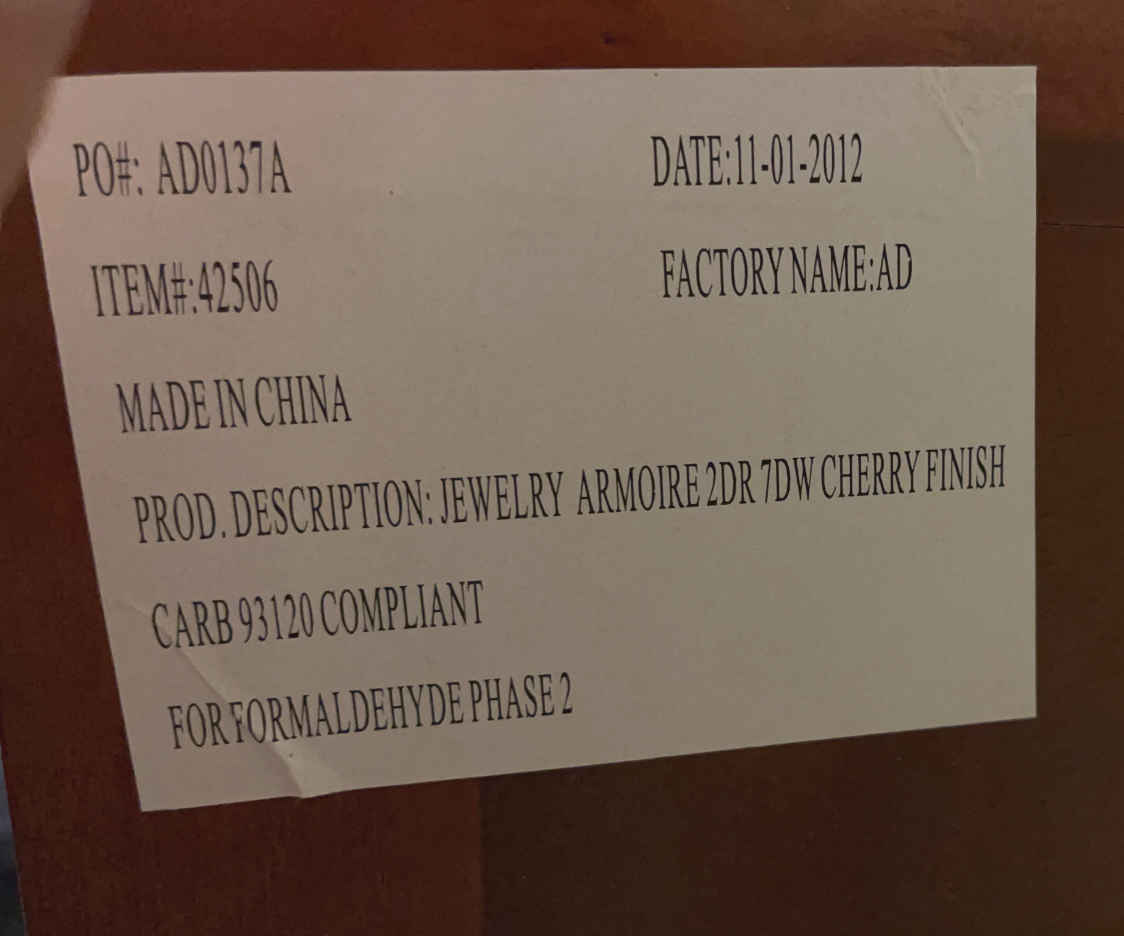 PO#: AD0137A
DATE:11-01-2012
ITEM#:42506
FACTORY NAME:AD
MADE IN CHINA
PROD. DESCRIPTION: JEWELRY ARMOIRE 2DR 7DW CHERRY FINISH
CARB 93120 COMPLIANT
FOR FORMALDEHYDE PHASE 2